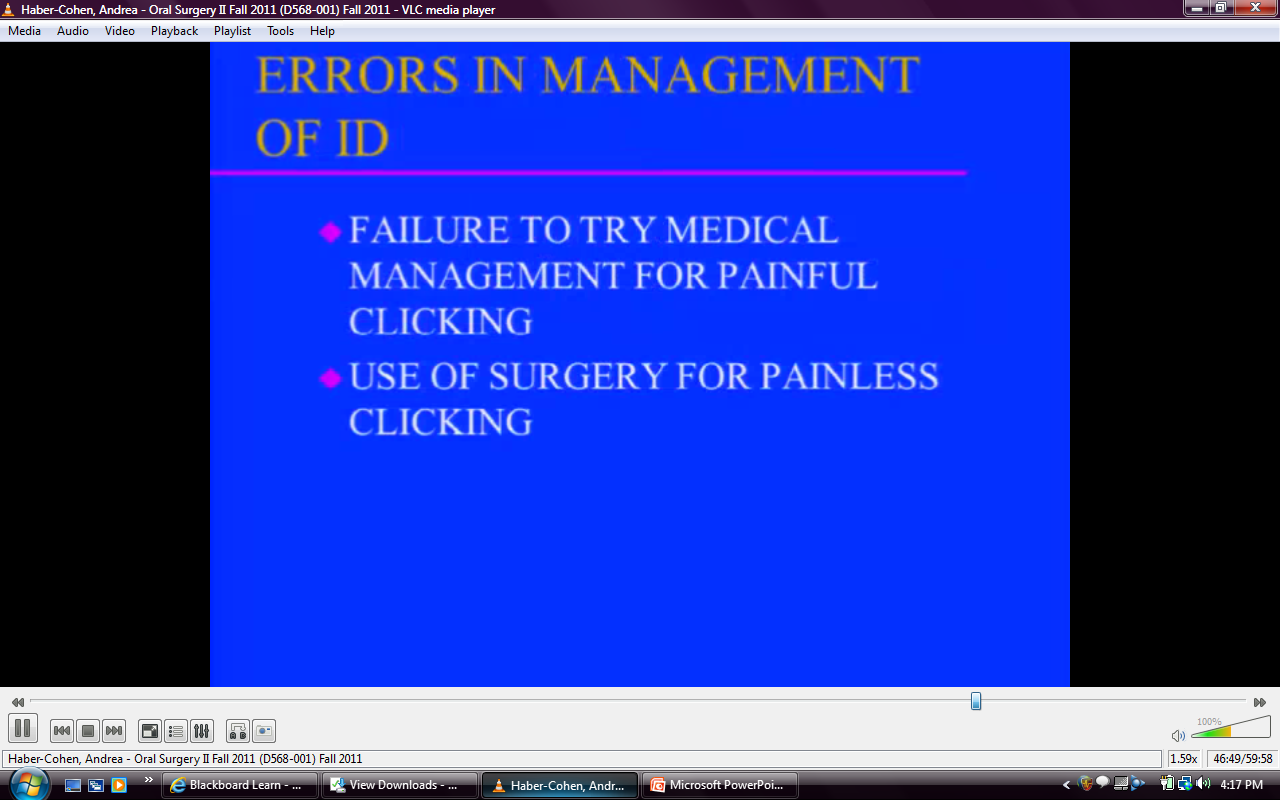 Haber-Cohen, Andrea - Oral Surgery II Fall 2011 (D568-001) Fall 2011 - VLC media player
Media Audio Video Playback Playlist Tools Help
ERRORS IN MANAGEMENT
OF ID
FAILURE TO TRY MEDICAL
MANAGEMENT FOR PAINFUL
CLICKING
USE OF SURGERY FOR PAINLESS
CLICKING
100%
Haber-Cohen, Andrea - Oral Surgery II Fall 2011 (D568-001) Fall 2011
1.59x 46:49/59:58
Blackboard Learn - ... View Downloads - ... Haber-Cohen, Andr... Microsoft PowerPoi... 4:17 PM